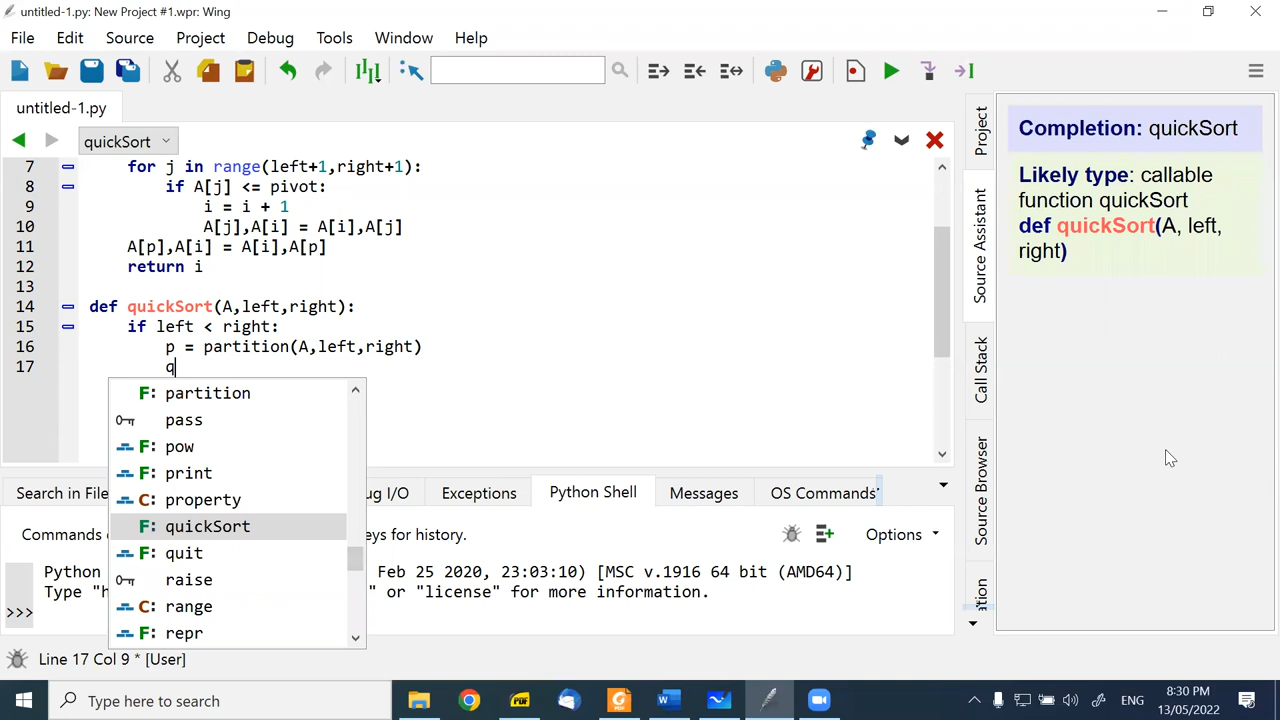 untitled-1.py: New Project #1.wpr: Wing
File Edit Source Project Debug Tools Window Help
untitled-1.py
quickSort
7 for j in range(left+1,right+1):
8 if A[j] <= pivot:
9 i = i + 1
10 A[j],A[i] = A[i],A[j]
11 A[p],A[i] = A[i],A[p]
12 return i
13
14 def quickSort(A,left,right):
15 if left < right:
16 p = partition(A,left,right)
17 q
F: partition
pass
F: pow
F: print
C: property
F: quickSort
F: quit
raise
C: range
F: repr
Project
Source Assistant
Call Stack
Source Browser
Completion: quickSort
Likely type: callable
function quickSort
def quickSort(A, left,
right)
Search in File ug I/O Exceptions Python Shell Messages OS Commands
Commands eys for history. Options
Python Feb 25 2020, 23:03:10) [MSC v.1916 64 bit (AMD64)]
>>> Type "h " or "license" for more information.
Line 17 Col 9 * [User]
Type here to search
PDF
PDF
W
ENG
8:30 PM
13/05/2022